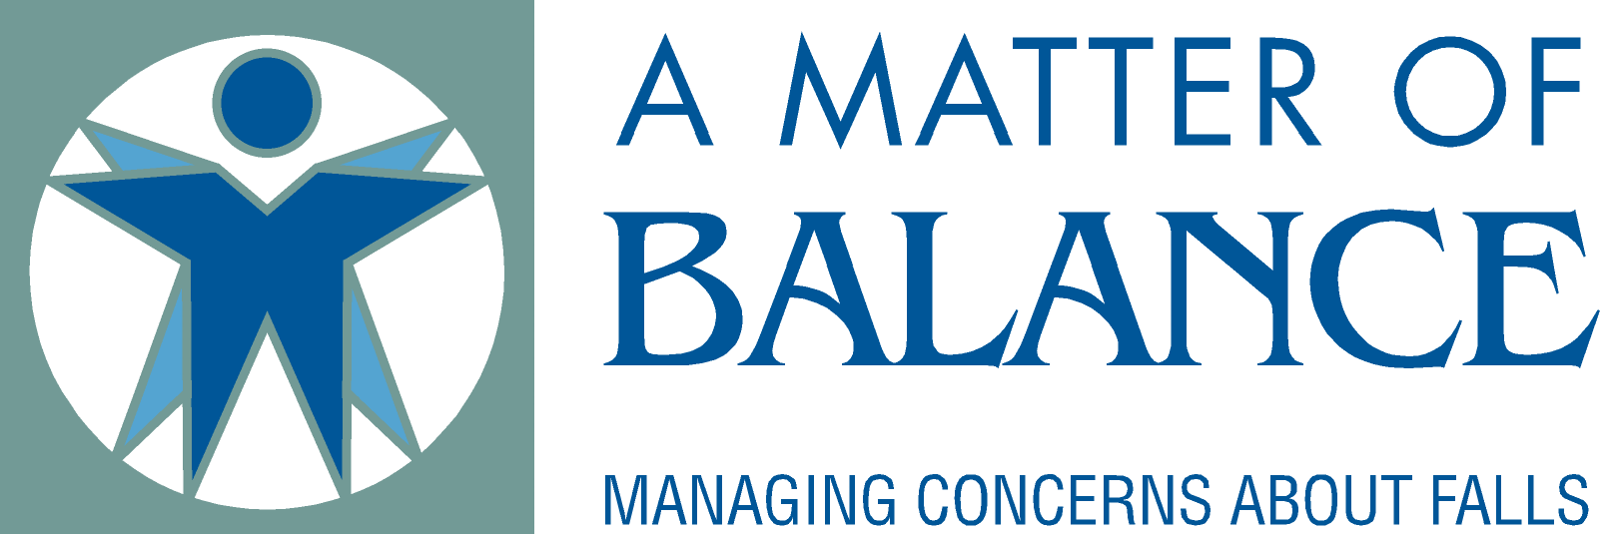 A MATTER OF
BALANCE
MANAGING CONCERNS ABOUT FALLS